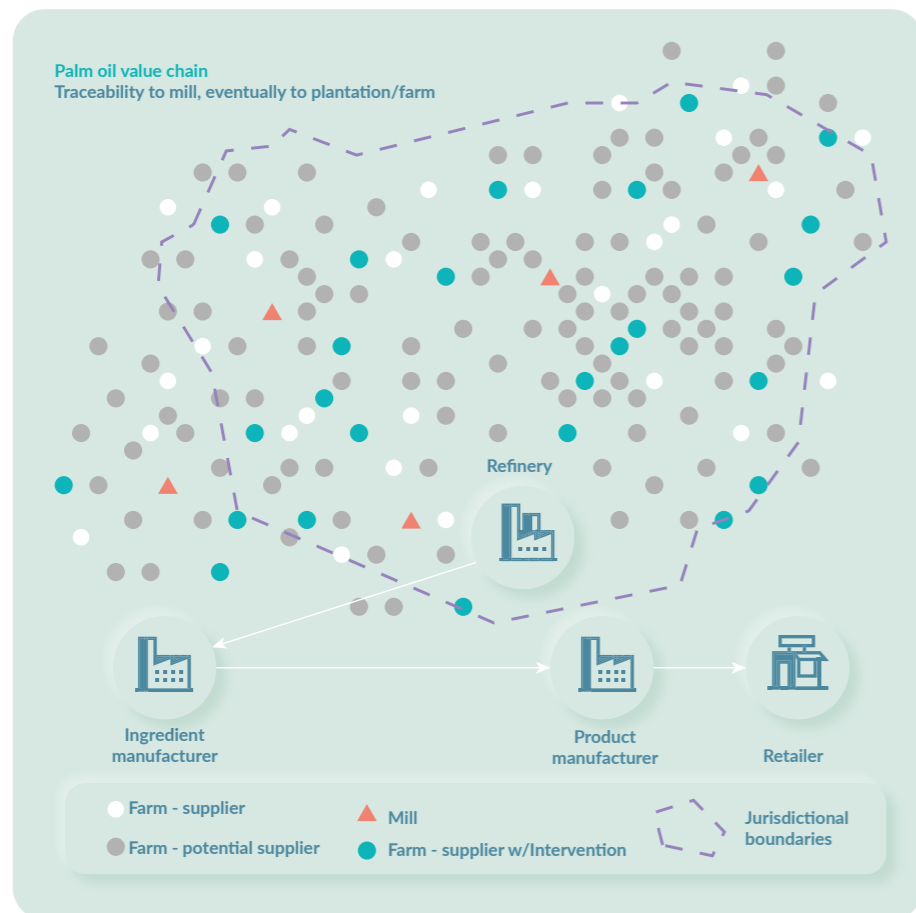 Palm oil value chain
Traceability to mill, eventually to plantation/farm
Refinery
Ingredient
manufacturer
Product
manufacturer
Retailer
Farm - supplier
Farm - potential supplier
Mill
Farm - supplier w/Intervention
Jurisdictional
boundaries